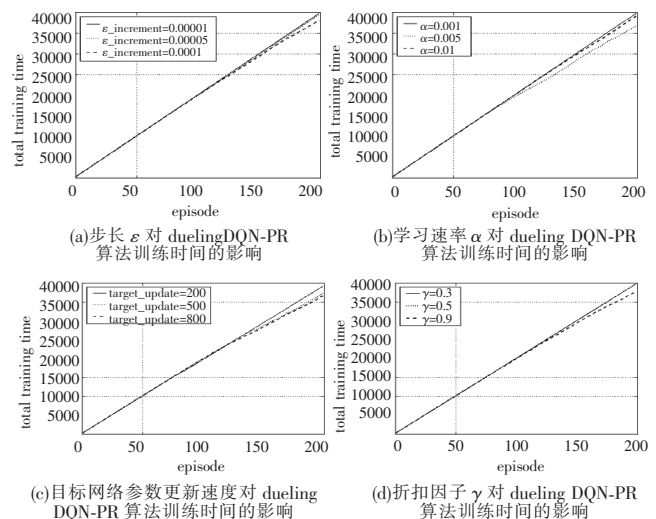 40000
35000
30000
25000
20000
15000
10000
5000
total training time
ε_increment=0.00001
ε_increment=0.00005
ε_increment=0.0001
0 50 100 150 200
episode
(a)步长 ε 对 duelingDQN-PR
算法训练时间的影响
40000
35000
30000
25000
20000
15000
10000
5000
total training time
α=0.001
α=0.005
α=0.01
0 50 100 150 200
episode
(b)学习速率 α 对 dueling DQN-PR
算法训练时间的影响
40000
35000
30000
25000
20000
15000
10000
5000
total training time
target_update=200
target_update=500
target_update=800
0 50 100 150 200
episode
(c)目标网络参数更新速度对 dueling
DQN-PR 算法训练时间的影响
40000
35000
30000
25000
20000
15000
10000
5000
total training time
γ=0.3
γ=0.5
γ=0.9
0 50 100 150 200
episode
(d)折扣因子 γ 对 dueling DQN-PR
算法训练时间的影响